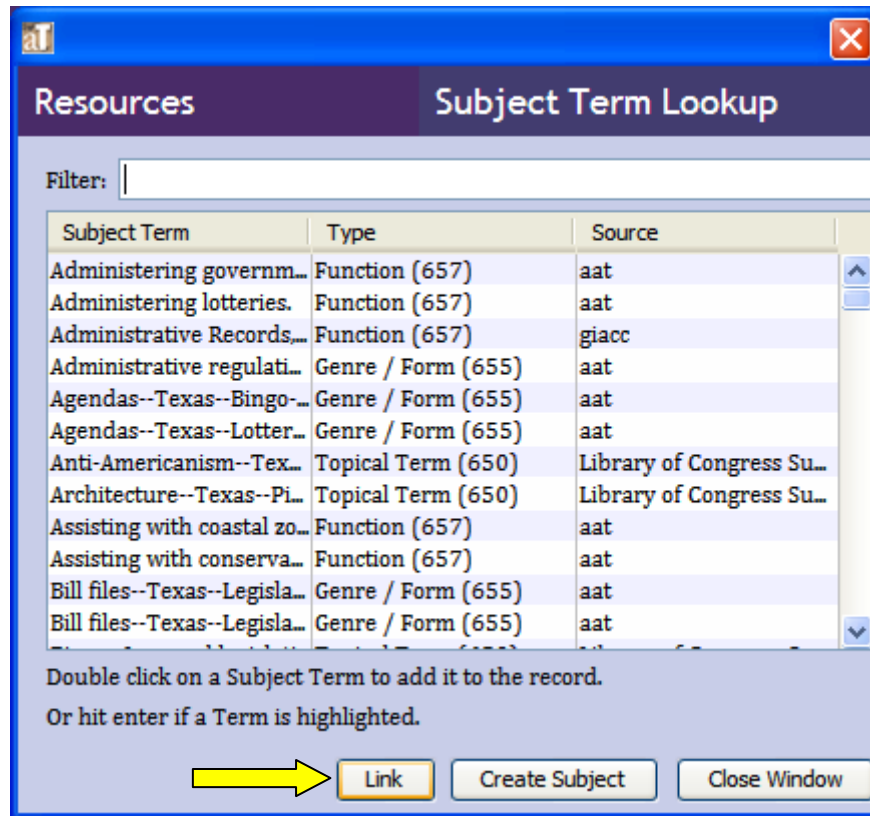 aT
Resources Subject Term Lookup
Filter:
Subject Term Type Source
Administering governm... Function (657) aat
Administering lotteries. Function (657) aat
Administrative Records,... Function (657) giacc
Administrative regulati... Genre / Form (655) aat
Agendas--Texas--Bingo-... Genre / Form (655) aat
Agendas--Texas--Lotter... Genre / Form (655) aat
Anti-Americanism--Tex... Topical Term (650) Library of Congress Su...
Architecture--Texas--Pi... Topical Term (650) Library of Congress Su...
Assisting with coastal zo... Function (657) aat
Assisting with conserva... Function (657) aat
Bill files--Texas--Legisla... Genre / Form (655) aat
Bill files--Texas--Legisla... Genre / Form (655) aat
Double click on a Subject Term to add it to the record.
Or hit enter if a Term is highlighted.
Link Create Subject Close Window